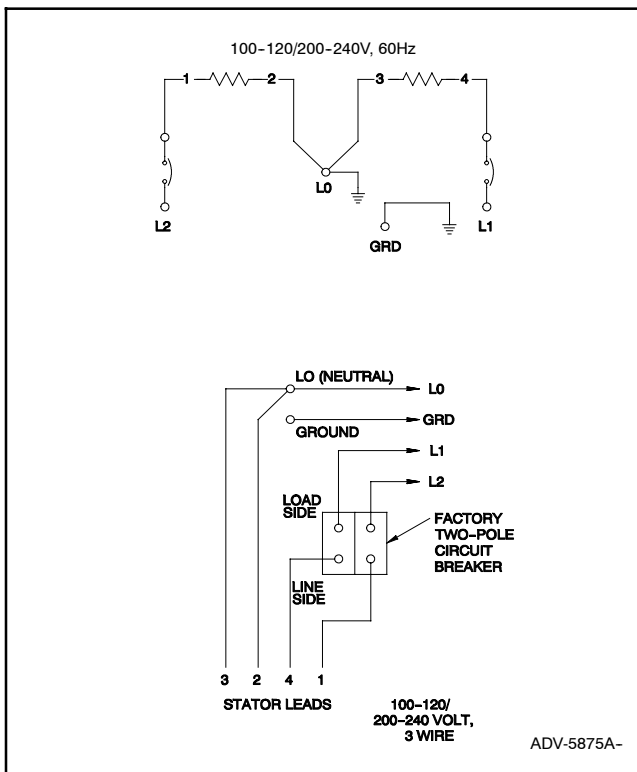 100-120/200-240V, 60Hz
1 2 3 4
L0
L2
GRD
L1
LO (NEUTRAL)
L0
GROUND
GRD
L1
L2
LOAD
SIDE
FACTORY
TWO-POLE
CIRCUIT
BREAKER
LINE
SIDE
3 2 4 1
STATOR LEADS
100-120/
200-240 VOLT,
3 WIRE
ADV-5875A-